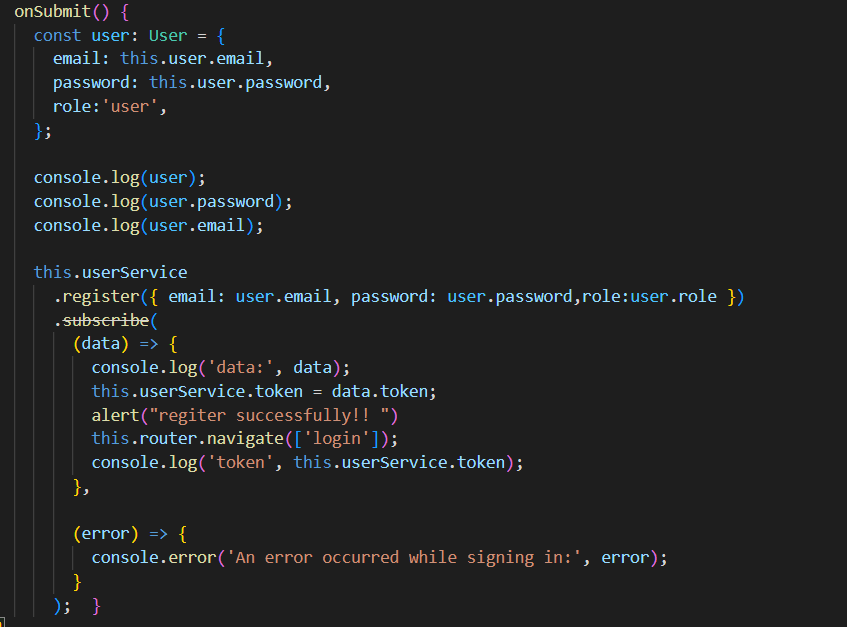 onSubmit() {
const user: User = {
email: this.user.email,
password: this.user.password,
role:'user',
};
console.log(user);
console.log(user.password);
console.log(user.email);
this.userService
.register({ email: user.email, password: user.password,role:user.role })
.subscribe(
(data) => {
console.log('data:', data);
this.userService.token = data.token;
alert("regiter successfully!! ")
this.router.navigate(['login']);
console.log('token', this.userService.token);
},
(error) => {
console.error('An error occurred while signing in:', error);
}
); }